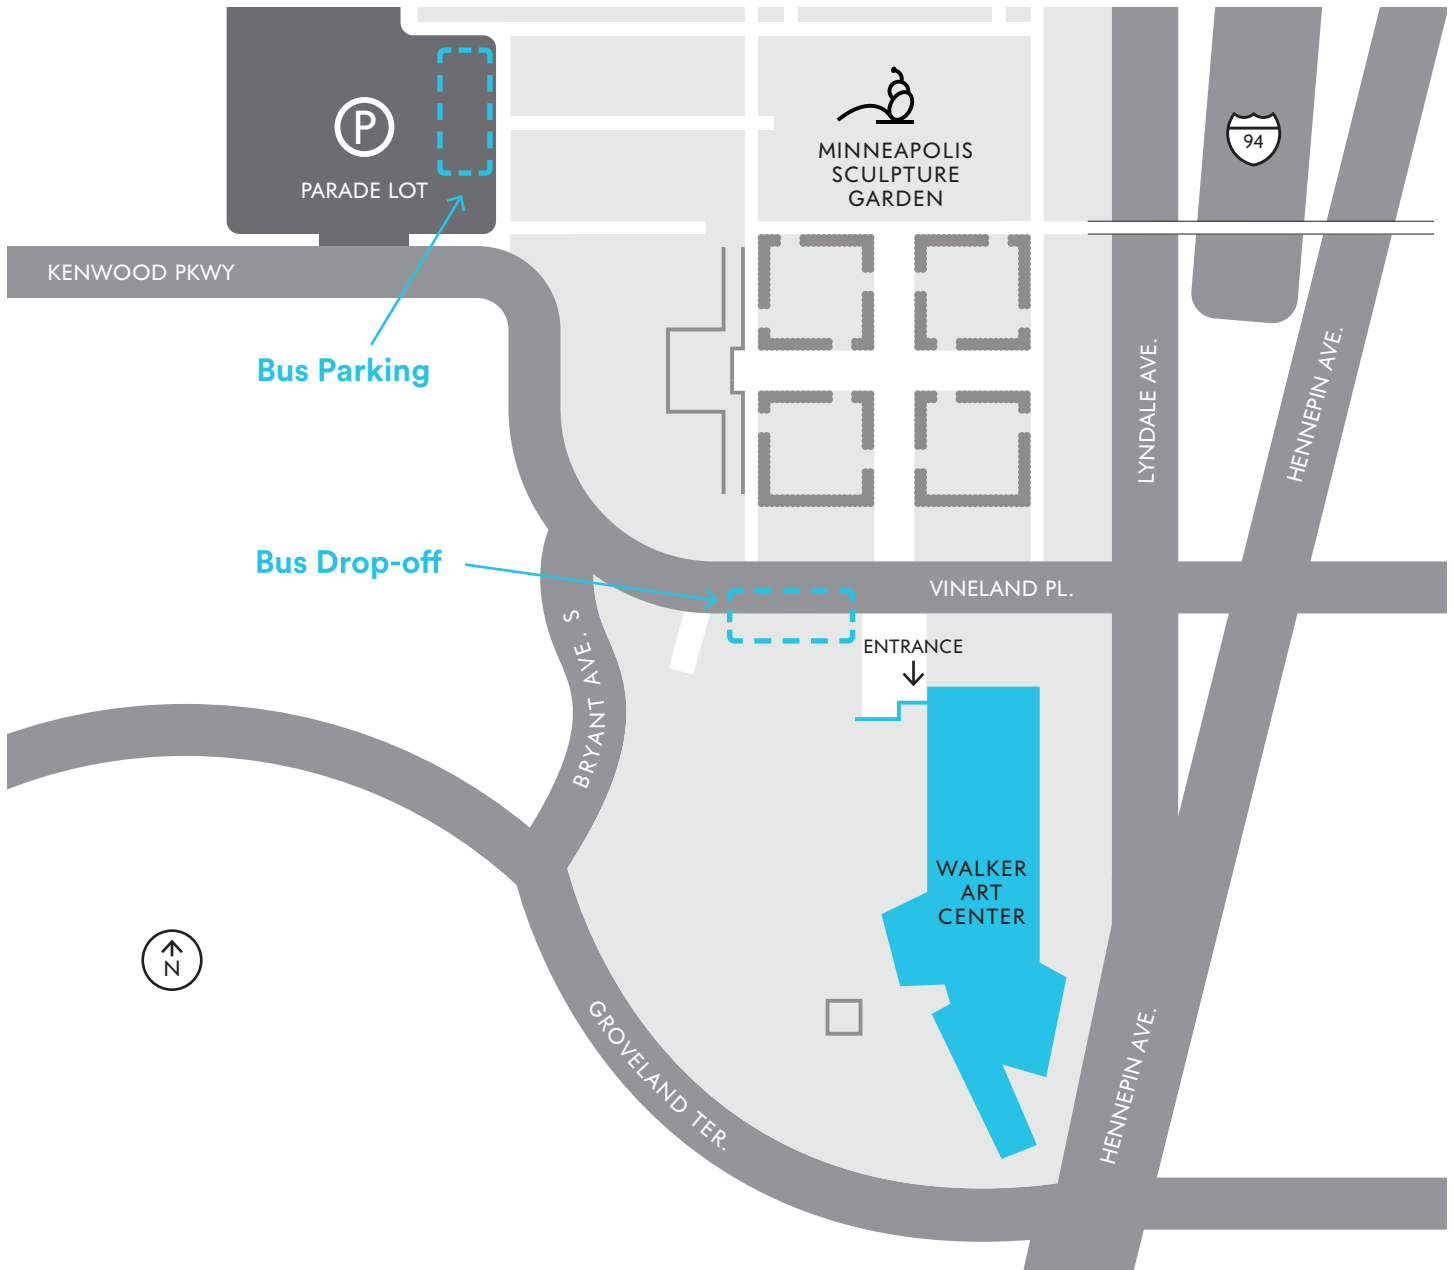 P
PARADE LOT
MINNEAPOLIS
SCULPTURE
GARDEN
94
KENWOOD PKWY
Bus Parking
LYNDALE AVE.
HENNEPIN AVE.
Bus Drop-off
VINELAND PL.
BRYANT AVE. S
ENTRANCE
WALKER
ART
CENTER
N
GROVELAND TER.
HENNEPIN AVE.